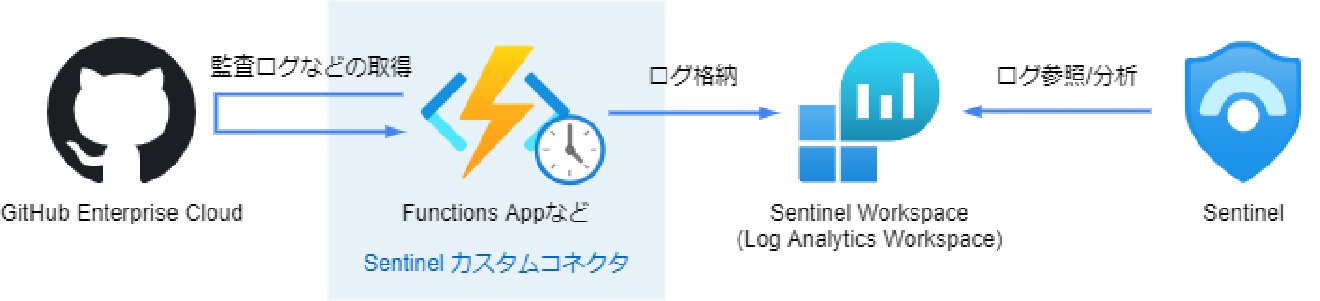 監査ログなどの取得
ログ格納
ログ参照/分析
GitHub Enterprise Cloud
Functions Appなど
Sentinel Workspace
(Log Analytics Workspace)
Sentinel
Sentinel カスタムコネクタ